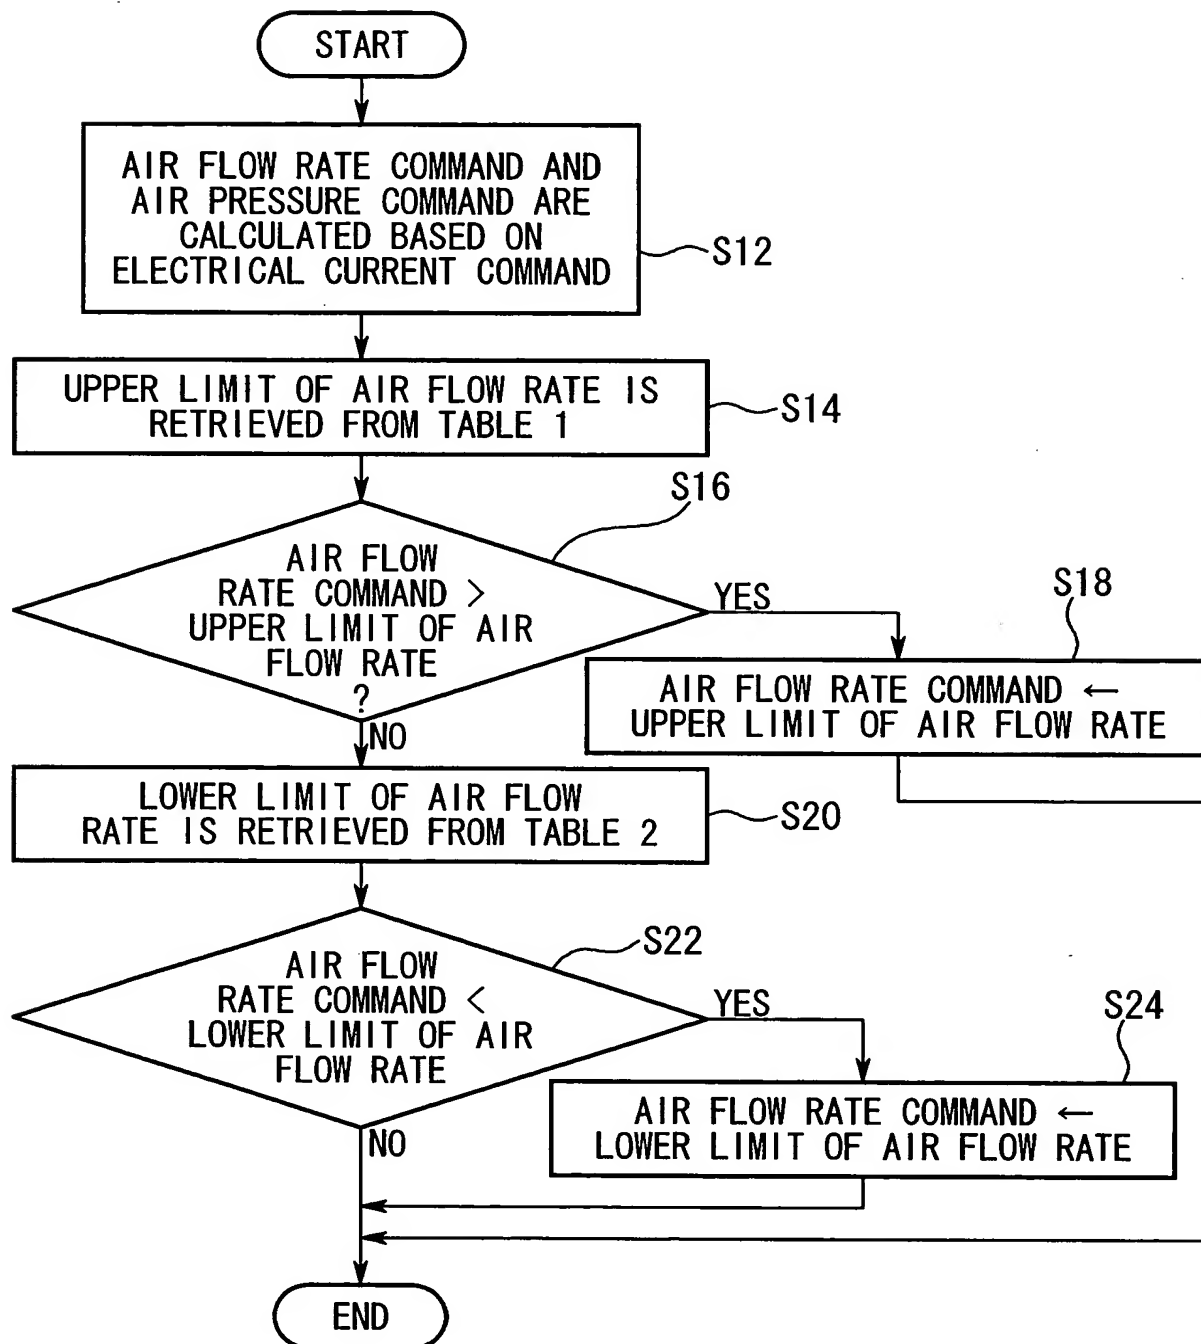 START
AIR FLOW RATE COMMAND AND
AIR PRESSURE COMMAND ARE
CALCULATED BASED ON
ELECTRICAL CURRENT COMMAND
S12
UPPER LIMIT OF AIR FLOW RATE IS
RETRIEVED FROM TABLE 1
S14
S16
AIR FLOW
RATE COMMAND >
UPPER LIMIT OF AIR
FLOW RATE
?
YES
S18
AIR FLOW RATE COMMAND ←
UPPER LIMIT OF AIR FLOW RATE
NO
LOWER LIMIT OF AIR FLOW
RATE IS RETRIEVED FROM TABLE 2
S20
S22
AIR FLOW
RATE COMMAND <
LOWER LIMIT OF AIR
FLOW RATE
YES
S24
AIR FLOW RATE COMMAND ←
LOWER LIMIT OF AIR FLOW RATE
NO
END